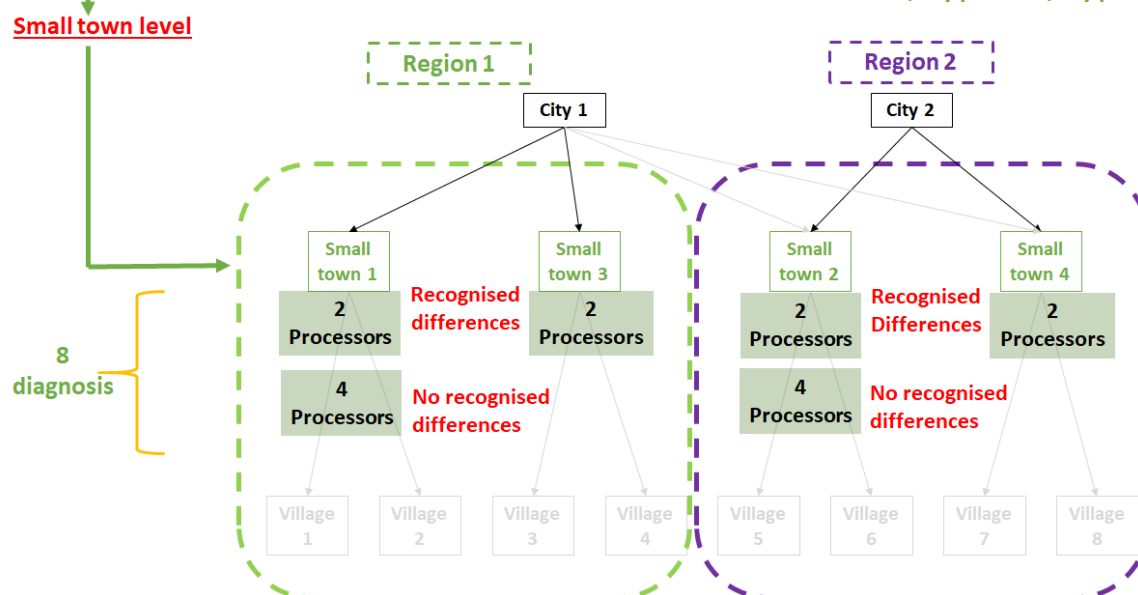 Small town level
Region 1
Region 2
City 1
City 2
Small
town 1
Small
town 3
Small
town 2
Small
town 4
2
Processors
Recognised
differences
2
Processors
2
Processors
Recognised
Differences
2
Processors
8
diagnosis
4
Processors
No recognised
differences
4
Processors
No recognised
differences
Village
1
Village
2
Village
3
Village
4
Village
5
Village
6
Village
7
Village
8